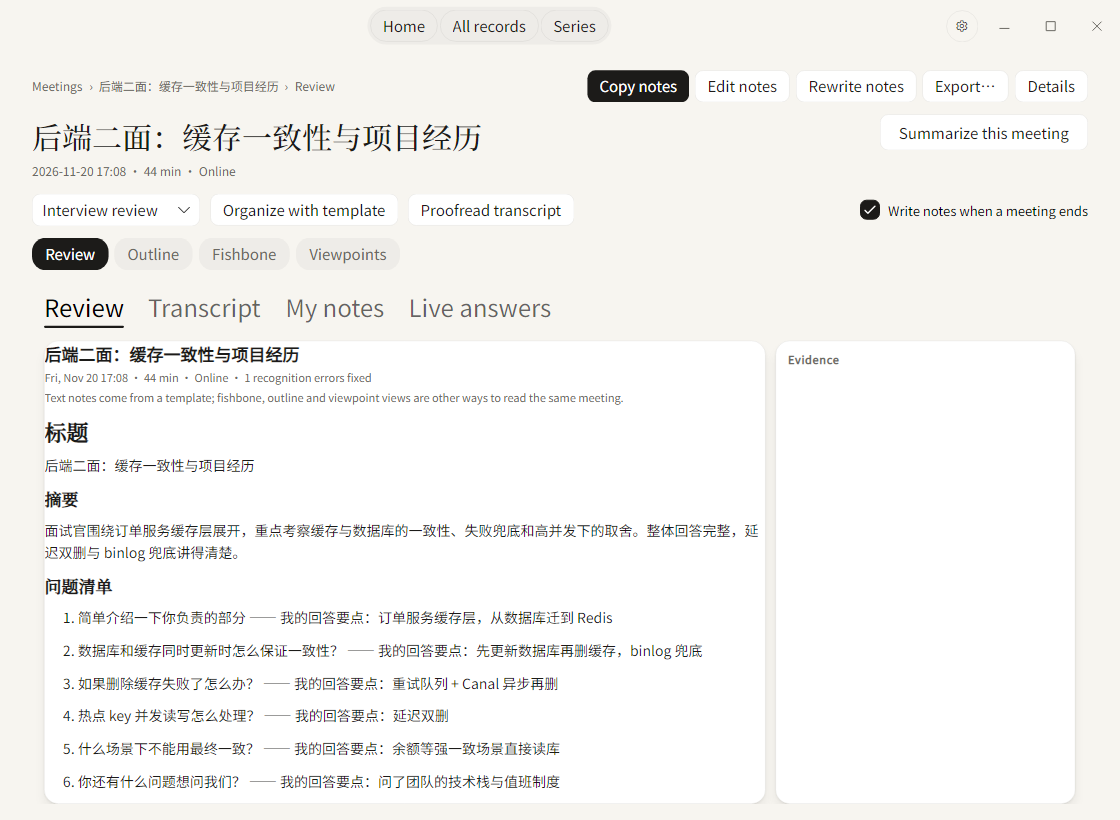 Home All records Series
Meetings › 后端二面：缓存一致性与项目经历 › Review
Copy notes Edit notes Rewrite notes Export… Details
后端二面：缓存一致性与项目经历
Summarize this meeting
2026-11-20 17:08 • 44 min • Online
Interview review Organize with template Proofread transcript
Write notes when a meeting ends
Review Outline Fishbone Viewpoints
Review Transcript My notes Live answers
后端二面：缓存一致性与项目经历
Fri, Nov 20 17:08 • 44 min • Online • 1 recognition errors fixed
Text notes come from a template; fishbone, outline and viewpoint views are other ways to read the same meeting.
标题
后端二面：缓存一致性与项目经历
摘要
面试官围绕订单服务缓存层展开，重点考察缓存与数据库的一致性、失败兜底和高并发下的取舍。整体回答完整，延
迟双删与 binlog 兜底讲得清楚。
问题清单
1. 简单介绍一下你负责的部分 —— 我的回答要点：订单服务缓存层，从数据库迁到 Redis
2. 数据库和缓存同时更新时怎么保证一致性？ —— 我的回答要点：先更新数据库再删缓存，binlog 兜底
3. 如果删除缓存失败了怎么办？ —— 我的回答要点：重试队列 + Canal 异步再删
4. 热点 key 并发读写怎么处理？ —— 我的回答要点：延迟双删
5. 什么场景下不能用最终一致？ —— 我的回答要点：余额等强一致场景直接读库
6. 你还有什么问题想问我们？ —— 我的回答要点：问了团队的技术栈与值班制度
Evidence